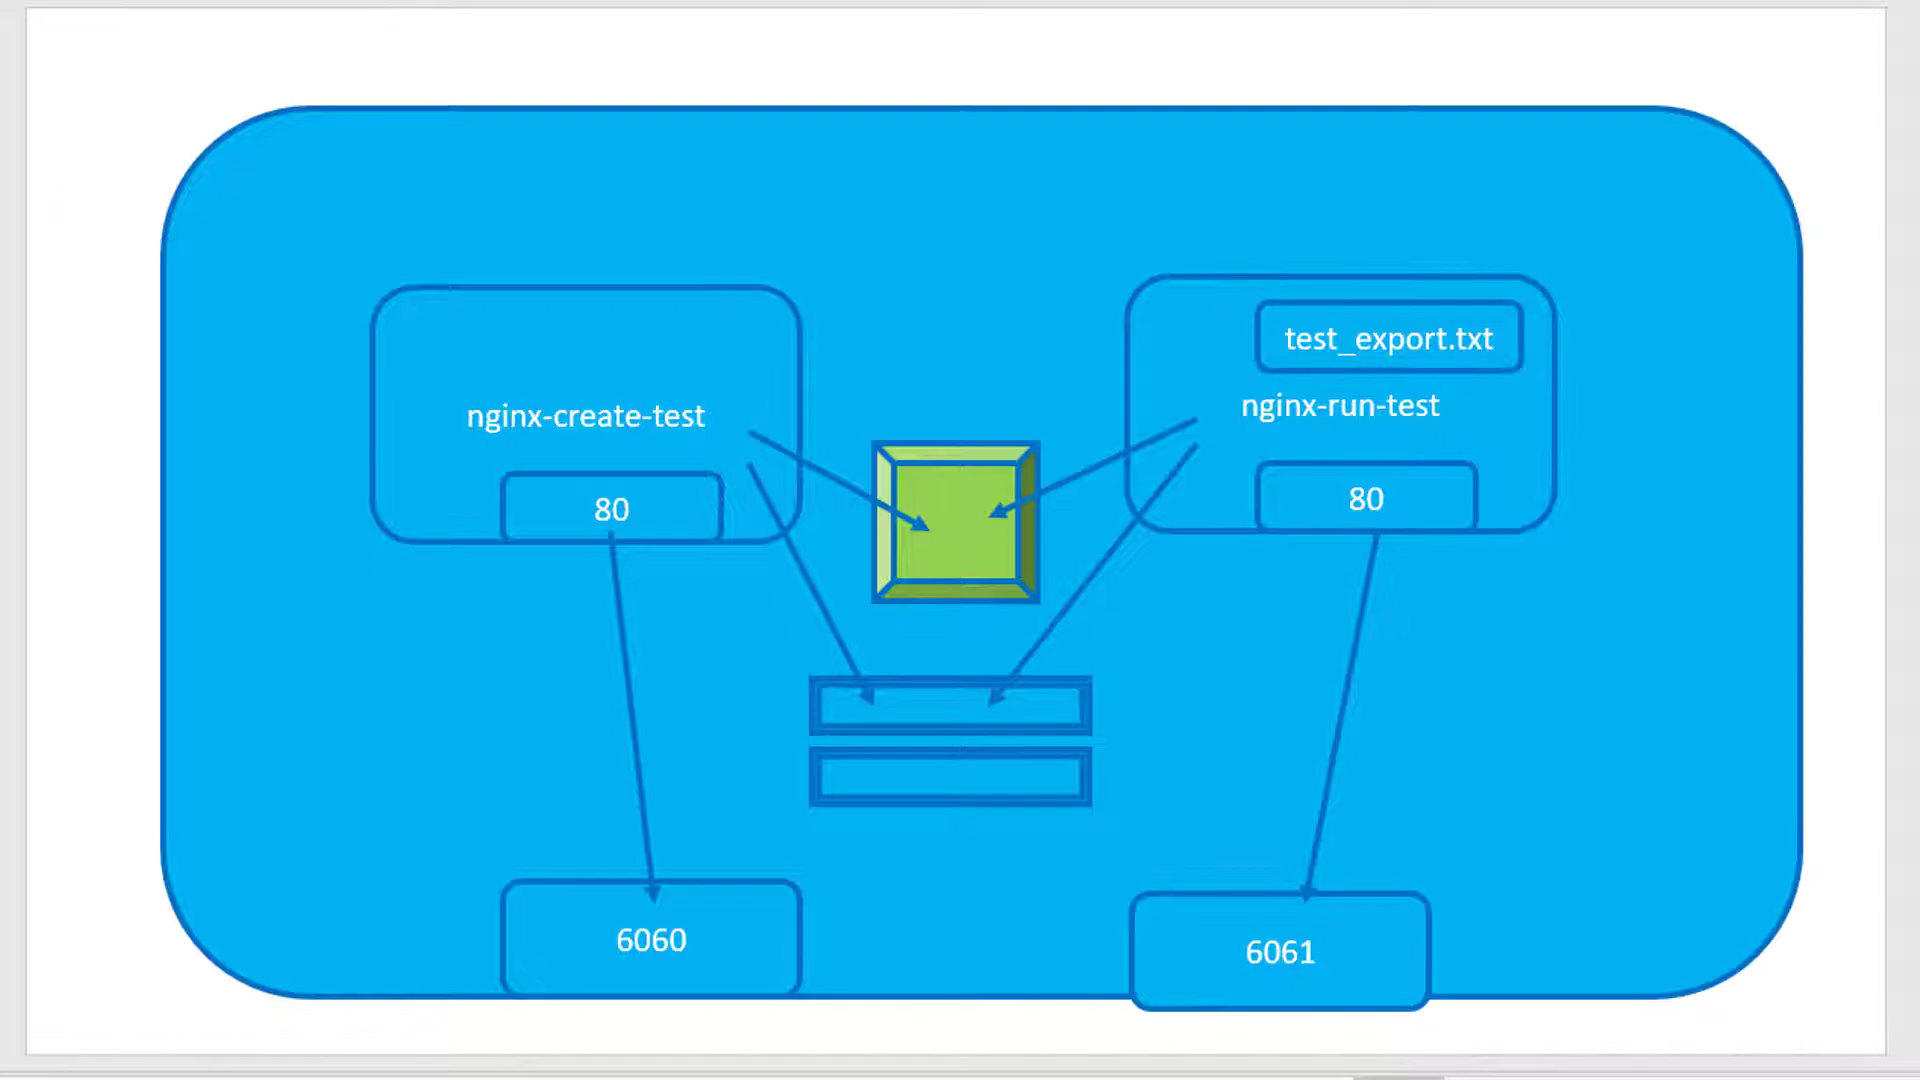 test_export.txt
nginx-create-test
nginx-run-test
80
80
6060
6061